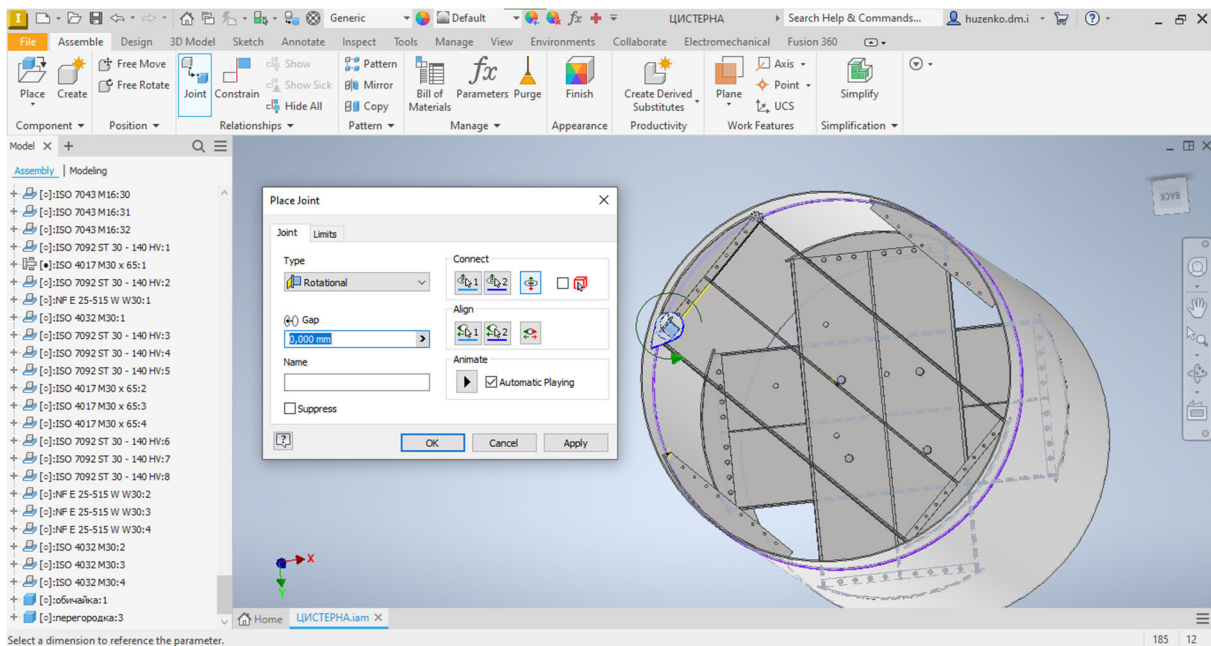 Generic
Default
ЦИСТЕРНА
Search Help & Commands...
huzenko.dm.i
File Assemble Design 3D Model Sketch Annotate Inspect Tools Manage View Environments Collaborate Electromechanical Fusion 360
Place
Create
Free Move
Free Rotate
Joint
Constrain
Show
Show Sick
Hide All
Pattern
Mirror
Copy
Bill of
Materials
fx
Parameters
Purge
Finish
Create Derived
Substitutes
Plane
Axis
Point
UCS
Simplify
Component Position Relationships Pattern Manage Appearance Productivity Work Features Simplification
Model
Assembly | Modeling
[○]:ISO 7043 M16:30
[○]:ISO 7043 M16:31
[○]:ISO 7043 M16:32
[○]:ISO 7092 ST 30 - 140 HV:1
[●]:ISO 4017 M30 x 65:1
[○]:ISO 7092 ST 30 - 140 HV:2
[○]:NF E 25-515 W W30:1
[○]:ISO 4032 M30:1
[○]:ISO 7092 ST 30 - 140 HV:3
[○]:ISO 7092 ST 30 - 140 HV:4
[○]:ISO 7092 ST 30 - 140 HV:5
[○]:ISO 4017 M30 x 65:2
[○]:ISO 4017 M30 x 65:3
[○]:ISO 4017 M30 x 65:4
[○]:ISO 7092 ST 30 - 140 HV:6
[○]:ISO 7092 ST 30 - 140 HV:7
[○]:ISO 7092 ST 30 - 140 HV:8
[○]:NF E 25-515 W W30:2
[○]:NF E 25-515 W W30:3
[○]:NF E 25-515 W W30:4
[○]:ISO 4032 M30:2
[○]:ISO 4032 M30:3
[○]:ISO 4032 M30:4
[○]:обичайка:1
[○]:перегородка:3
Place Joint
Joint Limits
Type
Rotational
Gap
0,000 mm
Name
Suppress
Connect
1 2
Align
1 2
Animate
Automatic Playing
OK Cancel Apply
BACK
X
Y
Home ЦИСТЕРНА.iam
Select a dimension to reference the parameter.
185 12